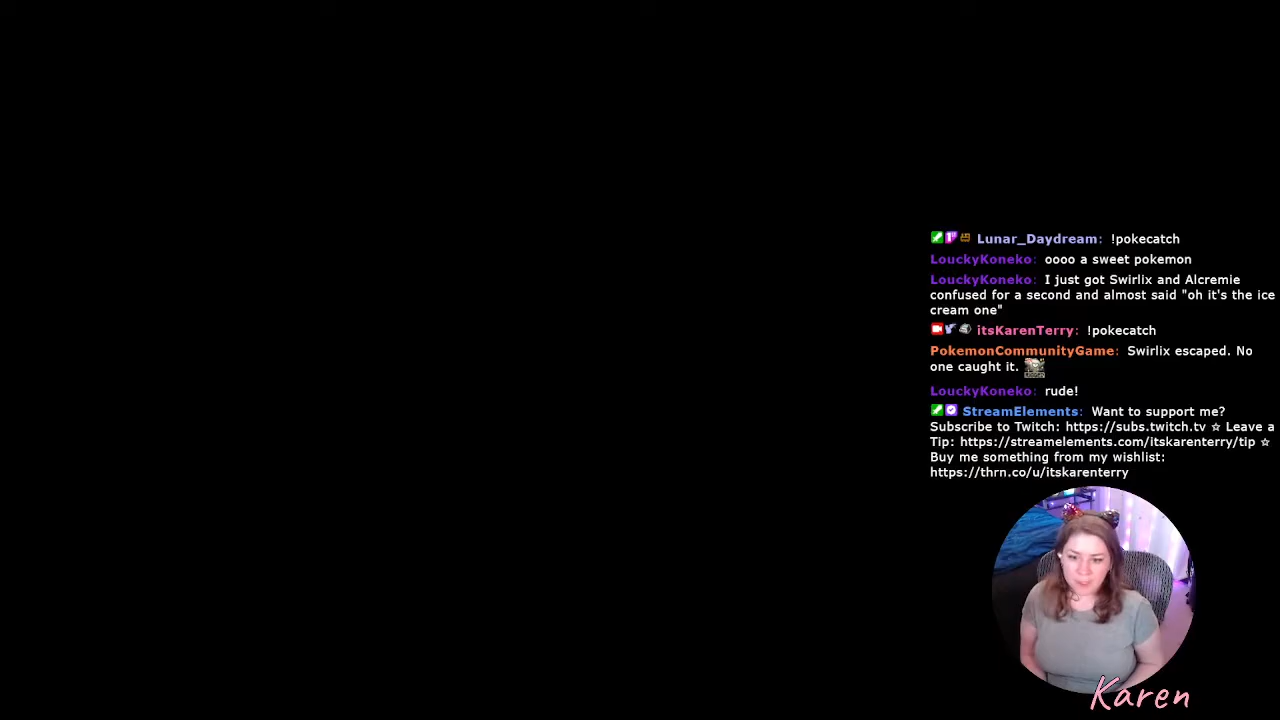 Lunar_Daydream: !pokecatch
LouckyKoneko: oooo a sweet pokemon
LouckyKoneko: I just got Swirlix and Alcremie
confused for a second and almost said "oh it's the ice
cream one"
itsKarenTerry: !pokecatch
PokemonCommunityGame: Swirlix escaped. No
one caught it.
LouckyKoneko: rude!
StreamElements: Want to support me?
Subscribe to Twitch: https://subs.twitch.tv ☆ Leave a
Tip: https://streamelements.com/itskarenterry/tip ☆
Buy me something from my wishlist:
https://thrn.co/u/itskarenterry
Karen